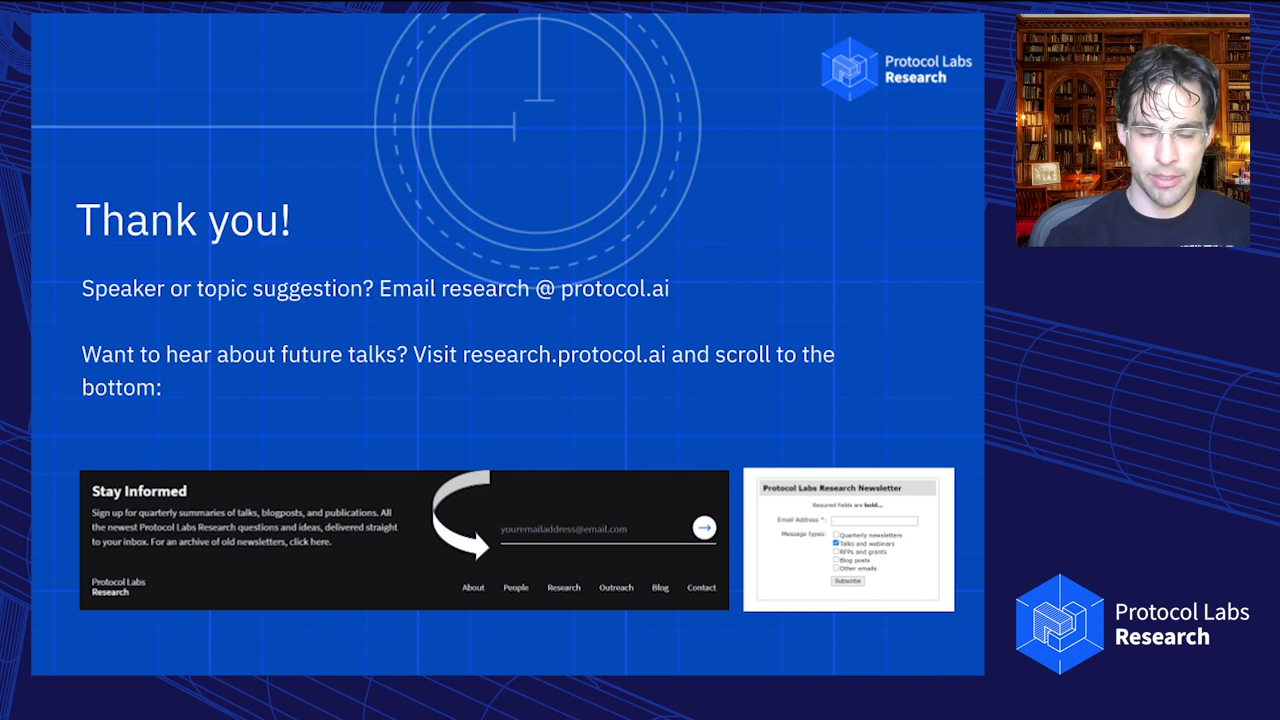 Protocol Labs
Research
Thank you!
Speaker or topic suggestion? Email research @ protocol.ai
Want to hear about future talks? Visit research.protocol.ai and scroll to the
bottom:
Stay Informed
Sign up for quarterly summaries of talks, blogposts, and publications. All
the newest Protocol Labs Research questions and ideas, delivered straight
to your inbox. For an archive of old newsletters, click here.
youremailaddress@email.com
Protocol Labs
Research
About People Research Outreach Blog Contact
Protocol Labs Research Newsletter
Required fields are bold...
Email Address *:
Message types:
Quarterly newsletters
Talks and webinars
RFPs and grants
Blog posts
Other emails
Subscribe
Protocol Labs
Research